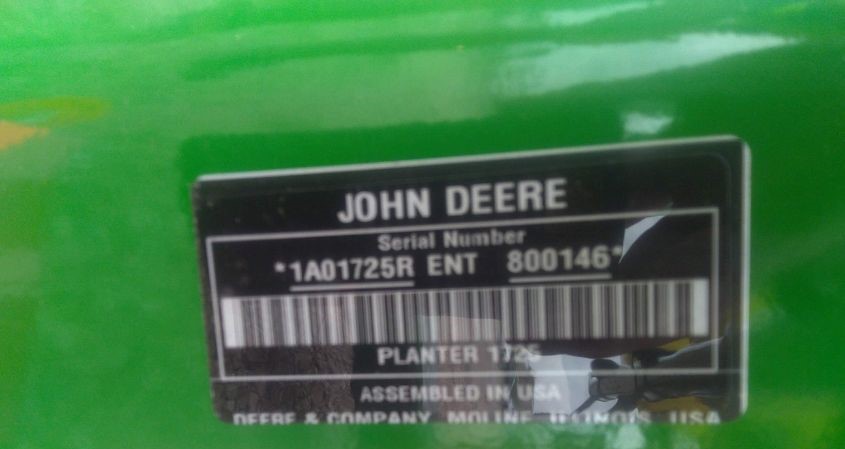 JOHN DEERE
Serial Number
*1A01725R ENT 800146*
PLANTER 1725
ASSEMBLED IN USA
DEERE & COMPANY, MOLINE, ILLINOIS, USA